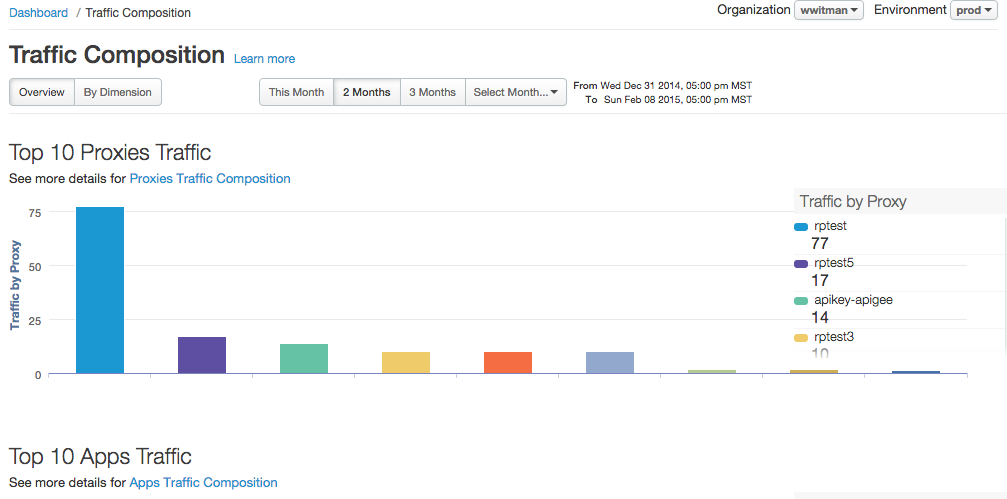 Dashboard / Traffic Composition
Organization wwitman Environment prod
Traffic Composition Learn more
Overview By Dimension
This Month 2 Months 3 Months Select Month...
From Wed Dec 31 2014, 05:00 pm MST
To Sun Feb 08 2015, 05:00 pm MST
Top 10 Proxies Traffic
See more details for Proxies Traffic Composition
Traffic by Proxy
75
50
25
0
Traffic by Proxy
rptest
77
rptest5
17
apikey-apigee
14
rptest3
10
Top 10 Apps Traffic
See more details for Apps Traffic Composition